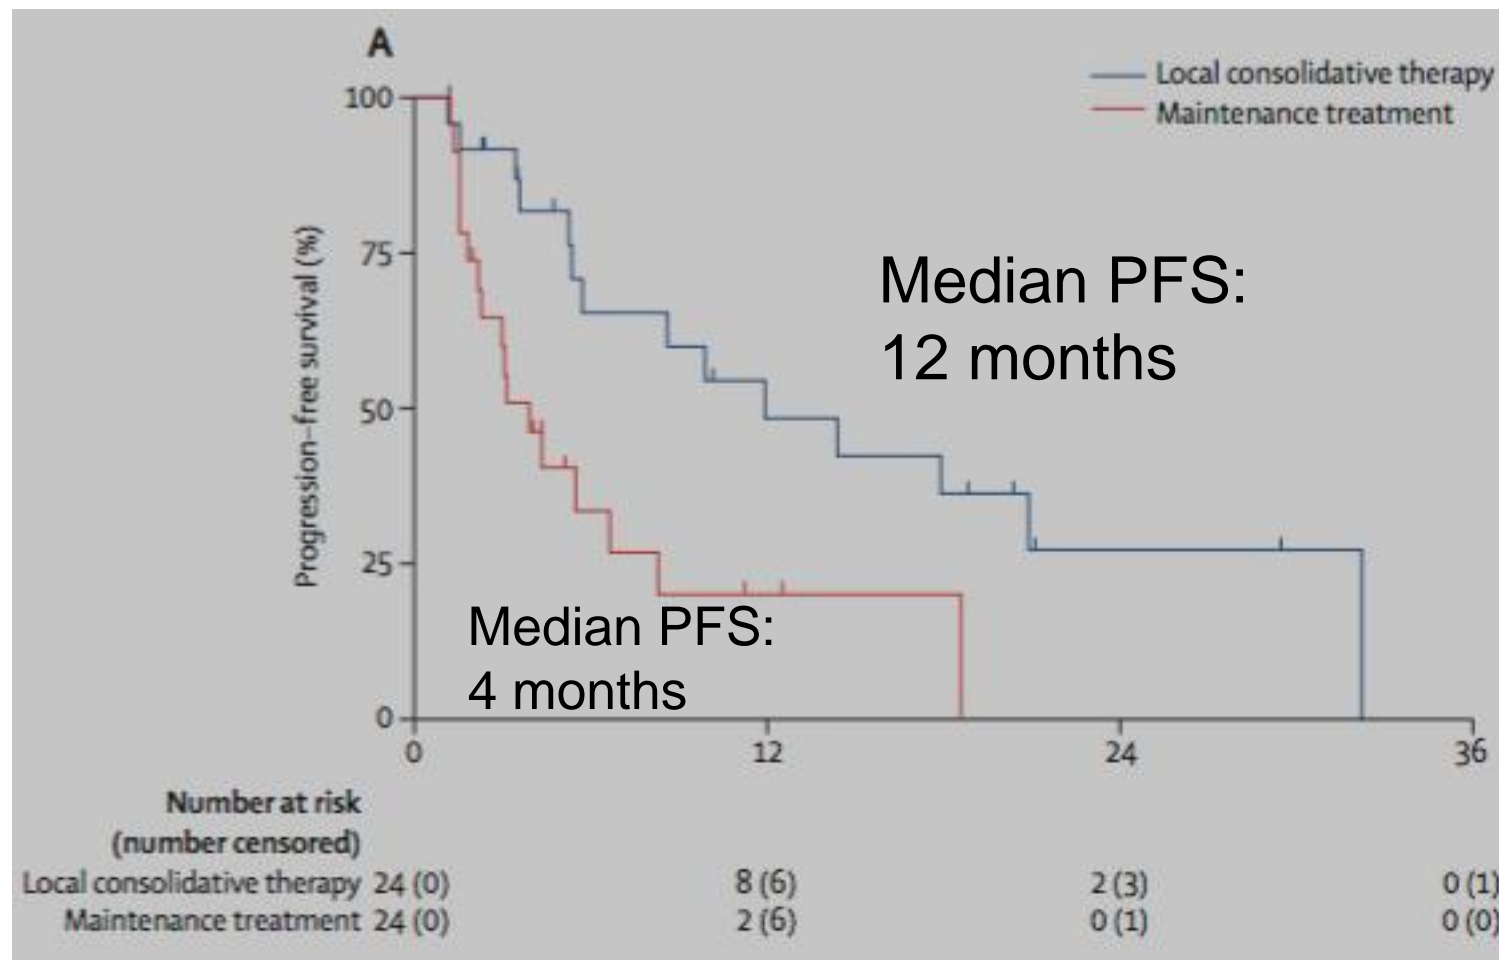 A
Local consolidative therapy
Maintenance treatment
100
75
50
25
0
Progression-free survival (%)
Median PFS:
12 months
Median PFS:
4 months
0 12 24 36
Number at risk
(number censored)
Local consolidative therapy 24 (0) 8 (6) 2 (3) 0 (1)
Maintenance treatment 24 (0) 2 (6) 0 (1) 0 (0)